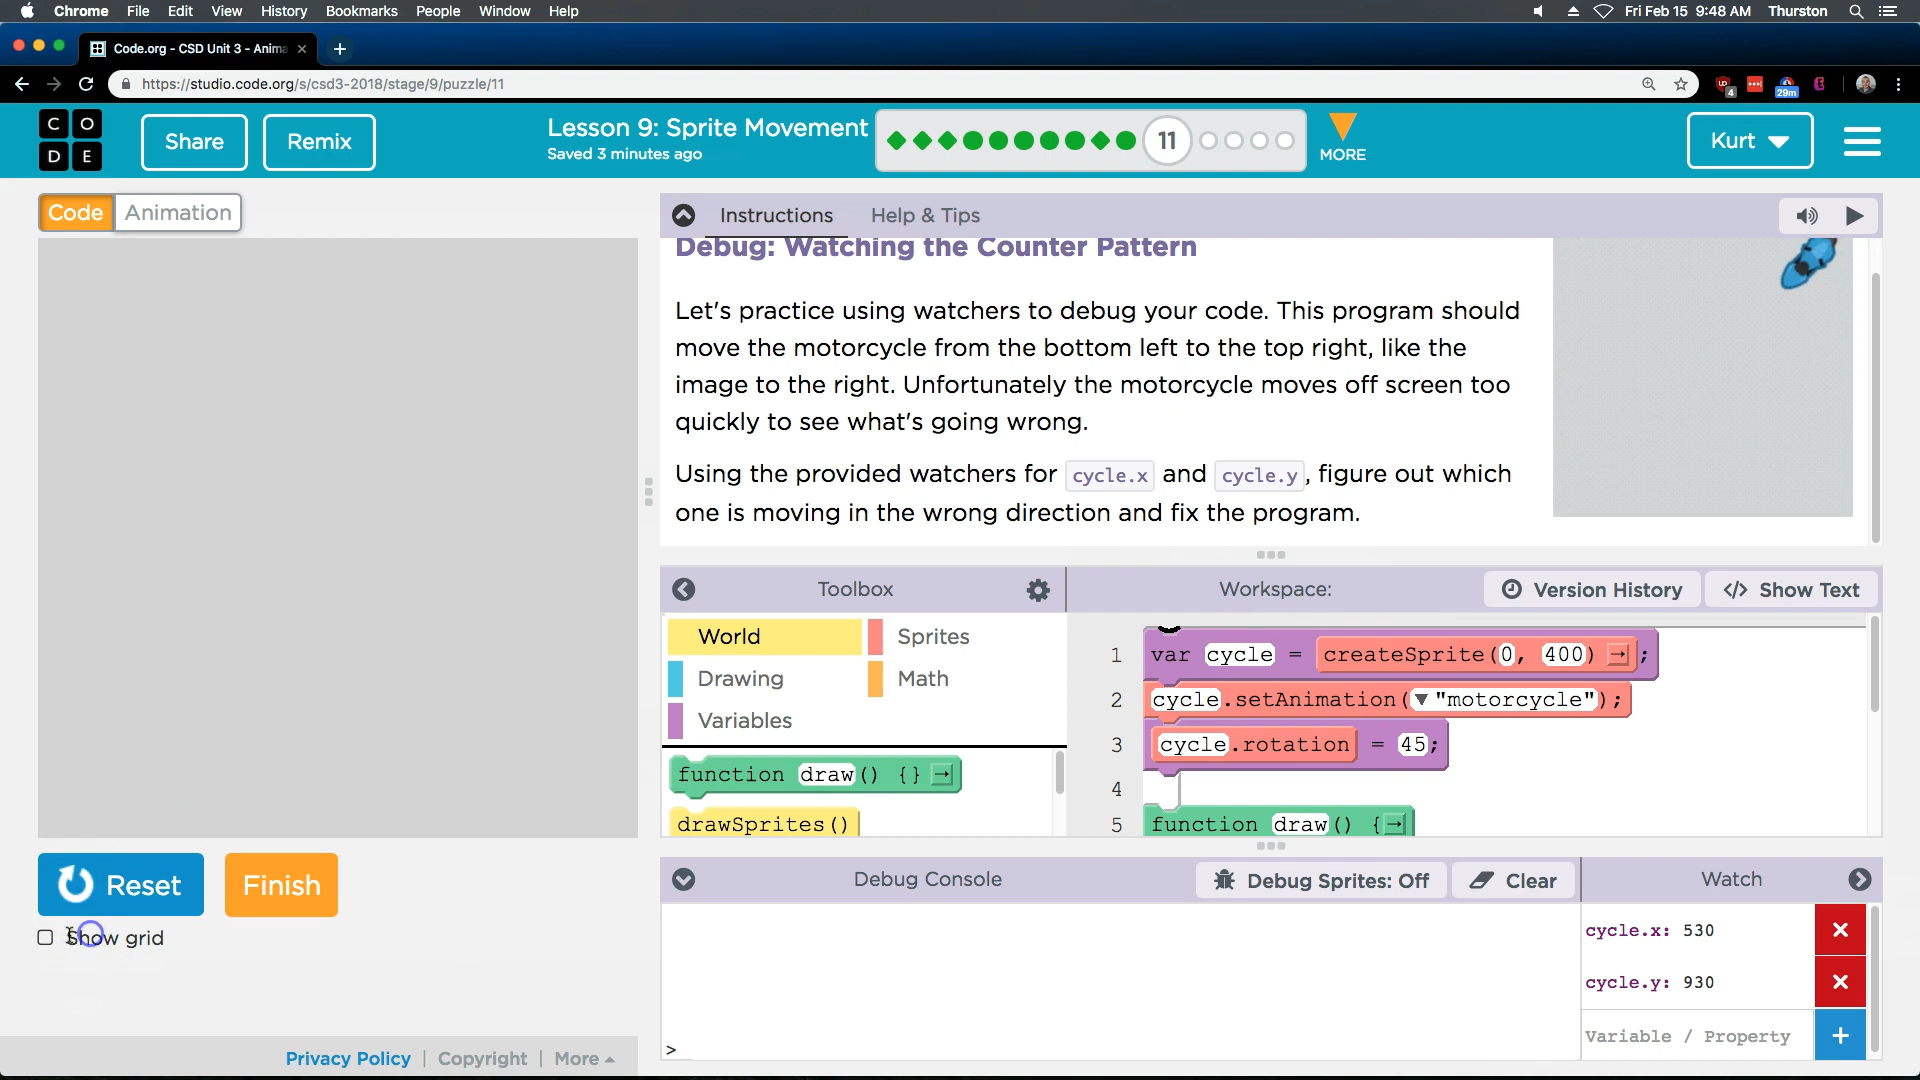 Chrome File Edit View History Bookmarks People Window Help
Fri Feb 15 9:48 AM Thurston
Code.org - CSD Unit 3 - Anima
https://studio.code.org/s/csd3-2018/stage/9/puzzle/11
4
29m
C O
D E
Share
Remix
Lesson 9: Sprite Movement
Saved 3 minutes ago
11
MORE
Kurt
Code
Animation
Instructions
Help & Tips
Debug: Watching the Counter Pattern
Let's practice using watchers to debug your code. This program should
move the motorcycle from the bottom left to the top right, like the
image to the right. Unfortunately the motorcycle moves off screen too
quickly to see what's going wrong.
Using the provided watchers for cycle.x and cycle.y, figure out which
one is moving in the wrong direction and fix the program.
Toolbox
Workspace:
Version History
</> Show Text
World
Sprites
Drawing
Math
Variables
function draw() {}
drawSprites()
1 var cycle = createSprite(0, 400);
2 cycle.setAnimation("motorcycle");
3 cycle.rotation = 45;
4
5 function draw() {
Reset
Finish
Show grid
Debug Console
Debug Sprites: Off
Clear
Watch
cycle.x: 530
cycle.y: 930
Variable / Property
+
>
Privacy Policy | Copyright | More